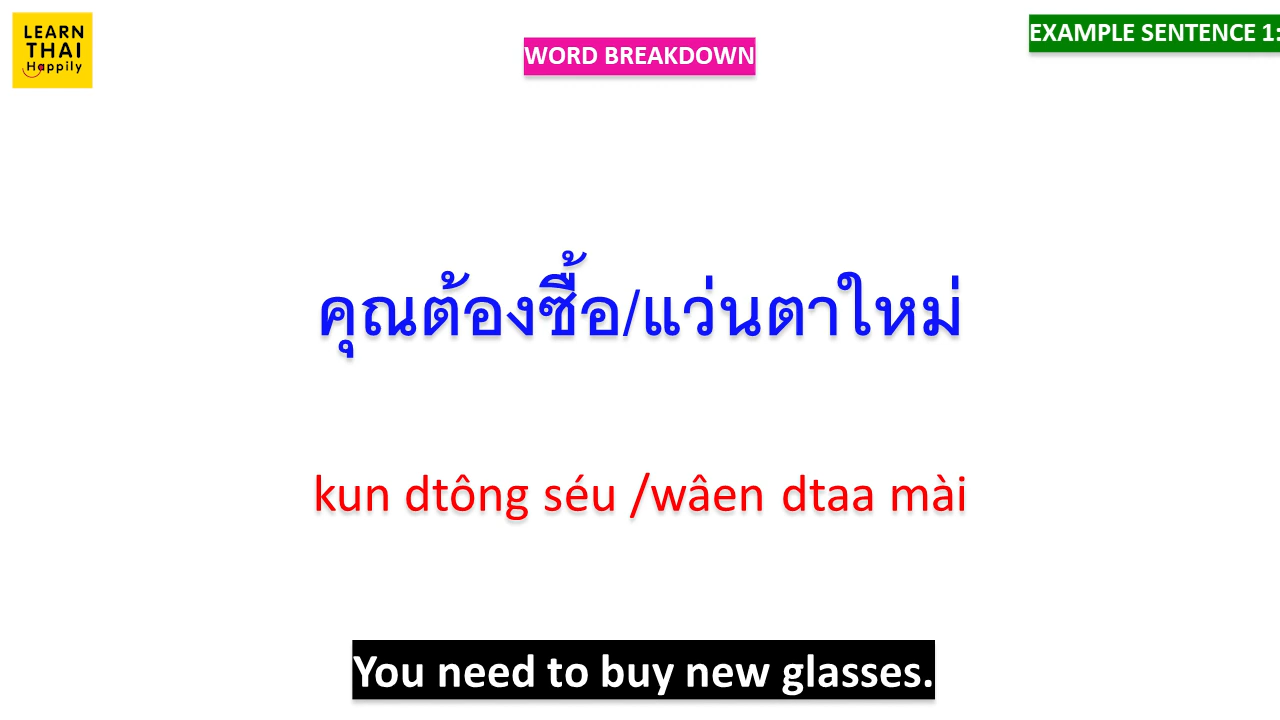 LEARN
THAI
Happily
WORD BREAKDOWN
EXAMPLE SENTENCE 1:
คุณต้องซื้อ/แว่นตาใหม่
kun dtông séu /wâen dtaa mài
You need to buy new glasses.